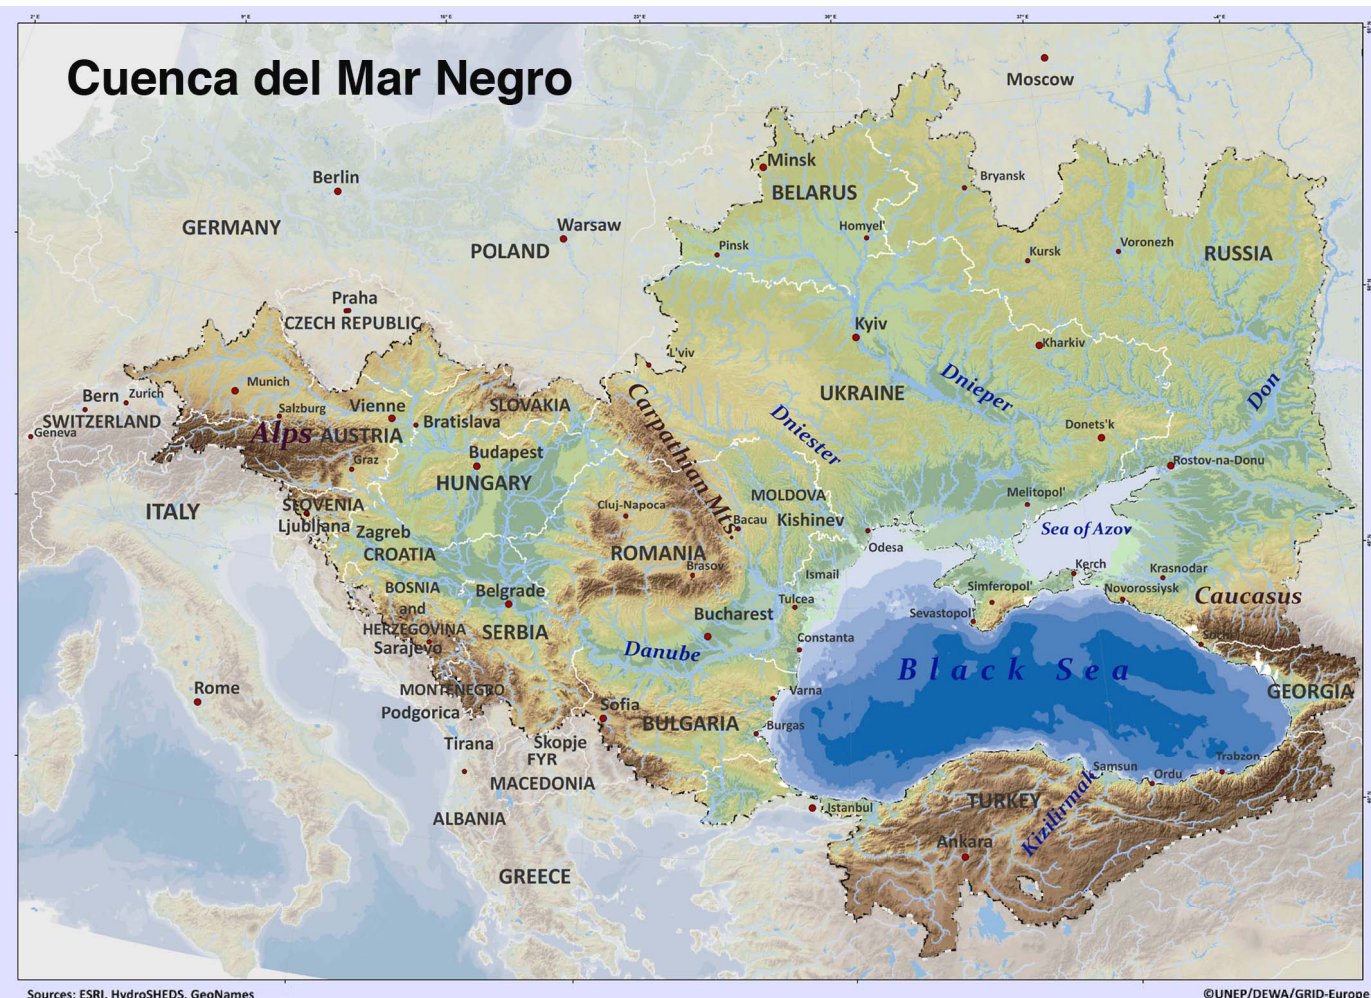 2° E
9° E
10° E
Cuenca del Mar Negro
Moscow
Minsk
BELARUS
Berlin
Bryansk
GERMANY
Warsaw
POLAND
Homyel'
Pinsk
Kursk
Voronezh
RUSSIA
Praha
CZECH REPUBLIC
Kyiv
Kharkiv
L'viv
Munich
Bern
Zurich
SWITZERLAND
Geneva
Salzburg
Vienne
Alps
AUSTRIA
Bratislava
SLOVAKIA
Carpathian Mts.
UKRAINE
Dnieper
Dniester
Don
Donets'k
Graz
Budapest
HUNGARY
Rostov-na-Donu
ITALY
SLOVENIA
Ljubljana
Zagreb
CROATIA
Cluj-Napoca
MOLDOVA
Bacau
Kishinev
Melitopol'
Sea of Azov
Odesa
ROMANIA
Brasov
Ismail
Kerch
Krasnodar
BOSNIA
and
HERZEGOVINA
Sarajevo
Belgrade
SERBIA
Bucharest
Tulcea
Simferopol'
Sevastopol'
Novorossiysk
Caucasus
Danube
Constanta
Sochi
Black Sea
Rome
MONTENEGRO
Podgorica
Sofia
BULGARIA
Varna
Burgas
GEORGIA
Tirana
Skopje
FYR
MACEDONIA
ALBANIA
Istanbul
Samsun
Ordu
Trabzon
TURKEY
Kizilirmak
Ankara
GREECE
Sources: ESRI, HydroSHEDS, GeoNames
©UNEP/DEWA/GRID-Europe